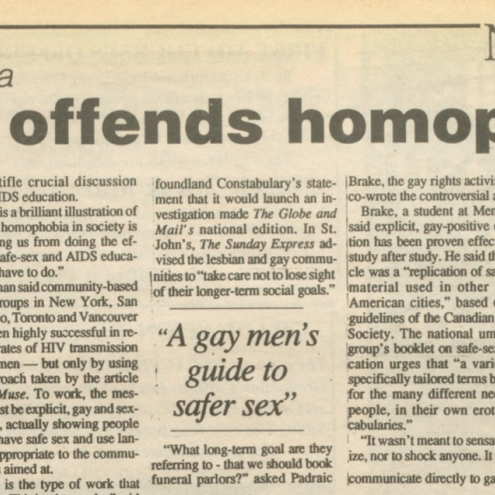 N
a
offends homop
tifle crucial discussion
IDS education.
is a brilliant illustration of
homophobia in society is
ng us from doing the ef-
afe-sex and AIDS educa-
have to do."
nan said community-based
roups in New York, San
o, Toronto and Vancouver
en highly successful in re-
ates of HIV transmission
men — but only by using
roach taken by the article
Muse. To work, the mes-
st be explicit, gay and sex-
, actually showing people
have safe sex and use lan-
ppropriate to the commu-
s aimed at.
is the type of work that
foundland Constabulary's state-
ment that it would launch an in-
vestigation made The Globe and
Mail's national edition. In St.
John's, The Sunday Express ad-
vised the lesbian and gay commu-
nities to "take care not to lose sight
of their longer-term social goals."
"A gay men's
guide to
safer sex"
"What long-term goal are they
referring to - that we should book
funeral parlors?" asked Padraic
Brake, the gay rights activi
co-wrote the controversial a
Brake, a student at Mem
said explicit, gay-positive e
tion has been proven effec
study after study. He said th
cle was a "replication of sa
material used in other
American cities," based o
guidelines of the Canadian
Society. The national um
group's booklet on safe-se
cation urges that "a vari
specifically tailored terms b
for the many different ne
people, in their own erot
cabularies."
"It wasn't meant to sensa
ize, nor to shock anyone. It
communicate directly to ga